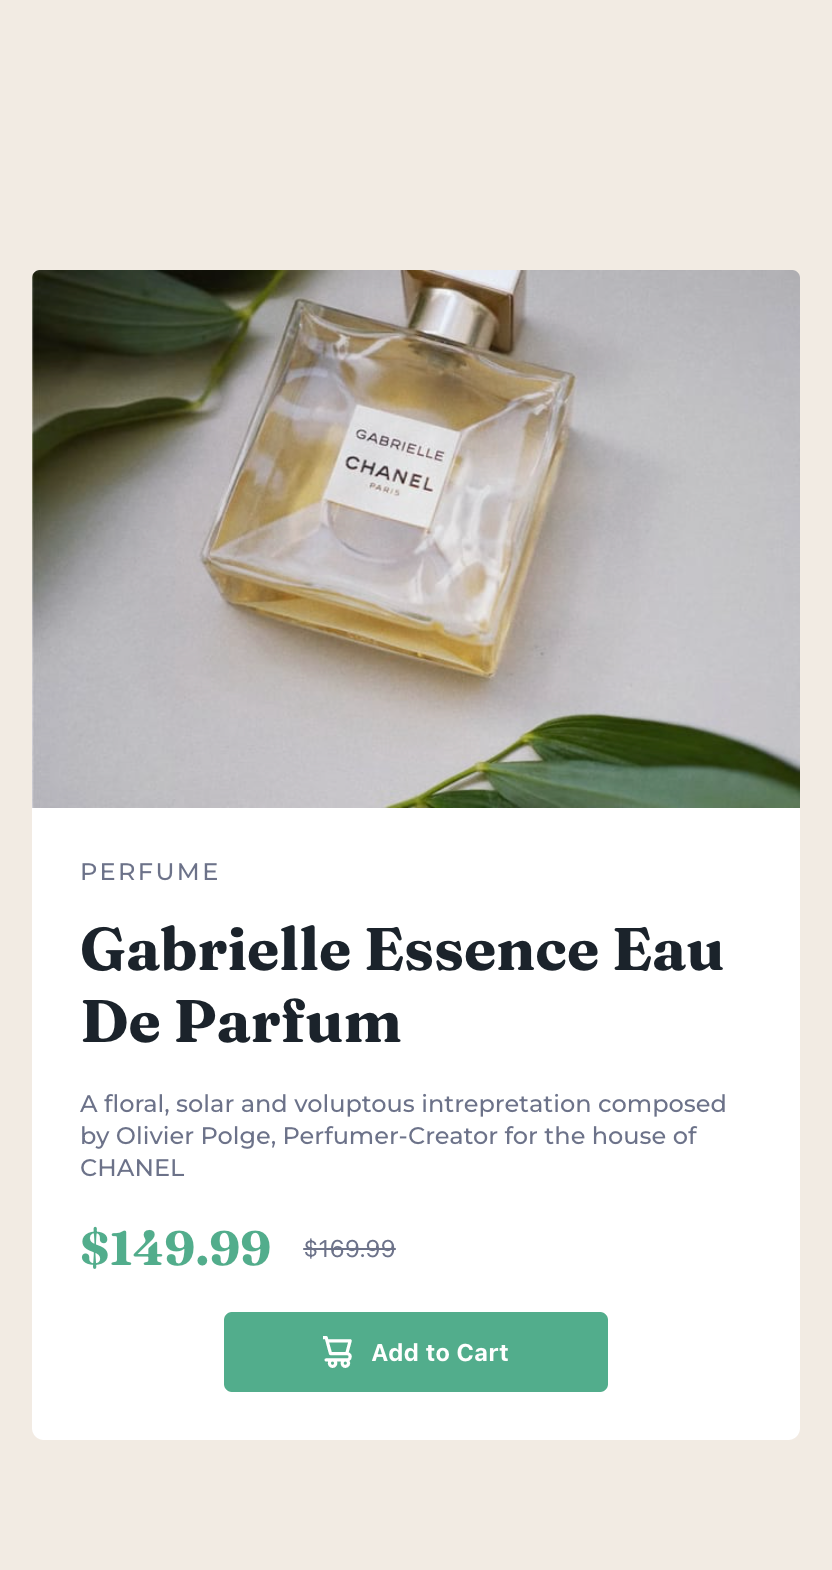 GABRIELLE
CHANEL
PARIS
PERFUME
Gabrielle Essence Eau
De Parfum
A floral, solar and voluptous intrepretation composed
by Olivier Polge, Perfumer-Creator for the house of
CHANEL
$149.99 $169.99
Add to Cart